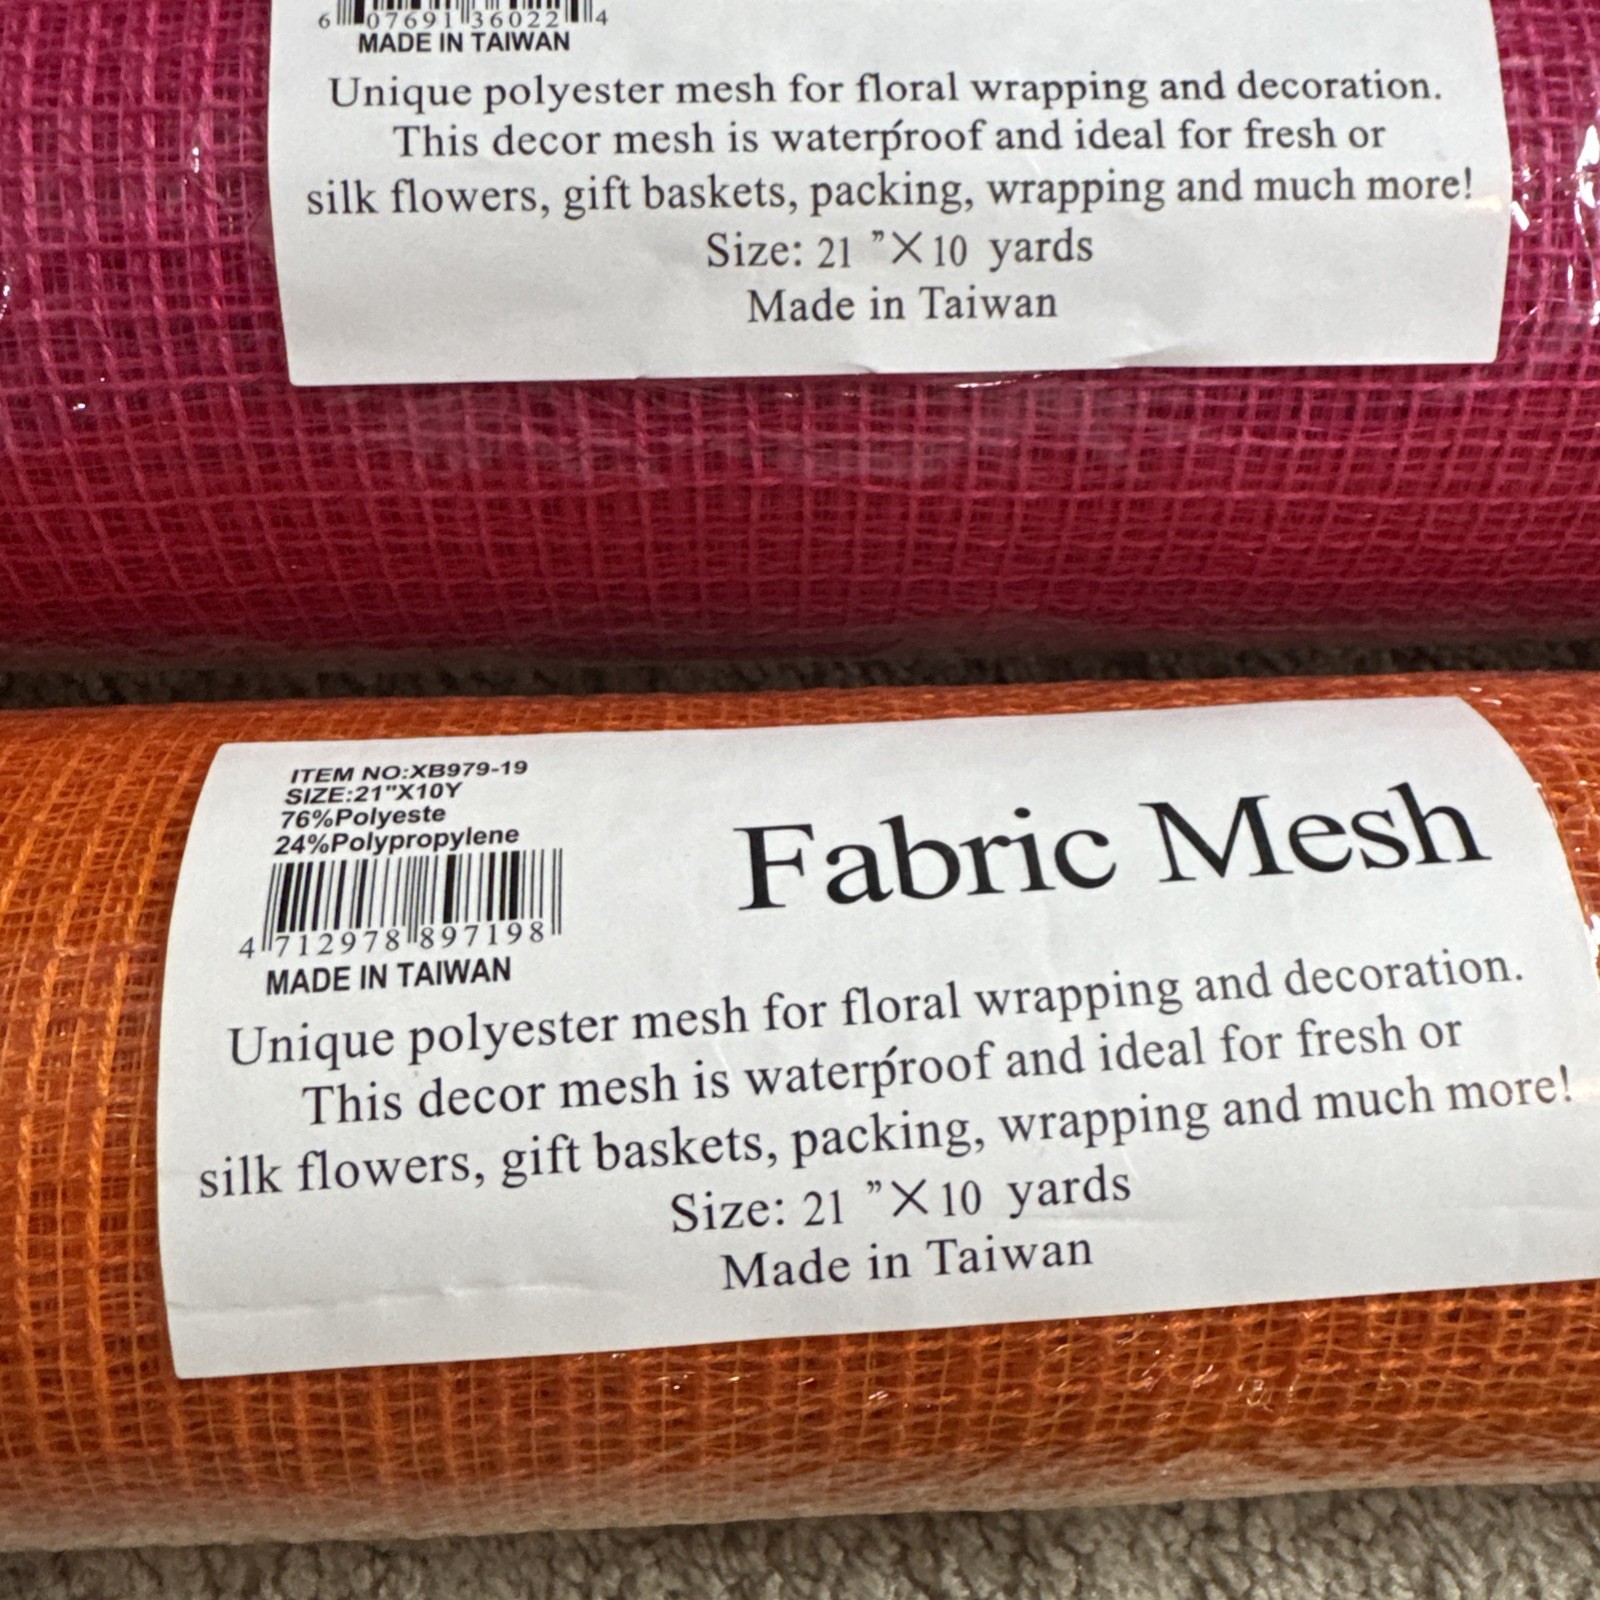 6 07691 36022 4
MADE IN TAIWAN
Unique polyester mesh for floral wrapping and decoration.
This decor mesh is waterṕroof and ideal for fresh or
silk flowers, gift baskets, packing, wrapping and much more!
Size: 21 ”X10 yards
Made in Taiwan
ITEM NO:XB979-19
SIZE:21"X10Y
76%Polyeste
24%Polypropylene
4 712978 897198
MADE IN TAIWAN
Fabric Mesh
Unique polyester mesh for floral wrapping and decoration.
This decor mesh is waterṕroof and ideal for fresh or
silk flowers, gift baskets, packing, wrapping and much more!
Size: 21 ”X10 yards
Made in Taiwan